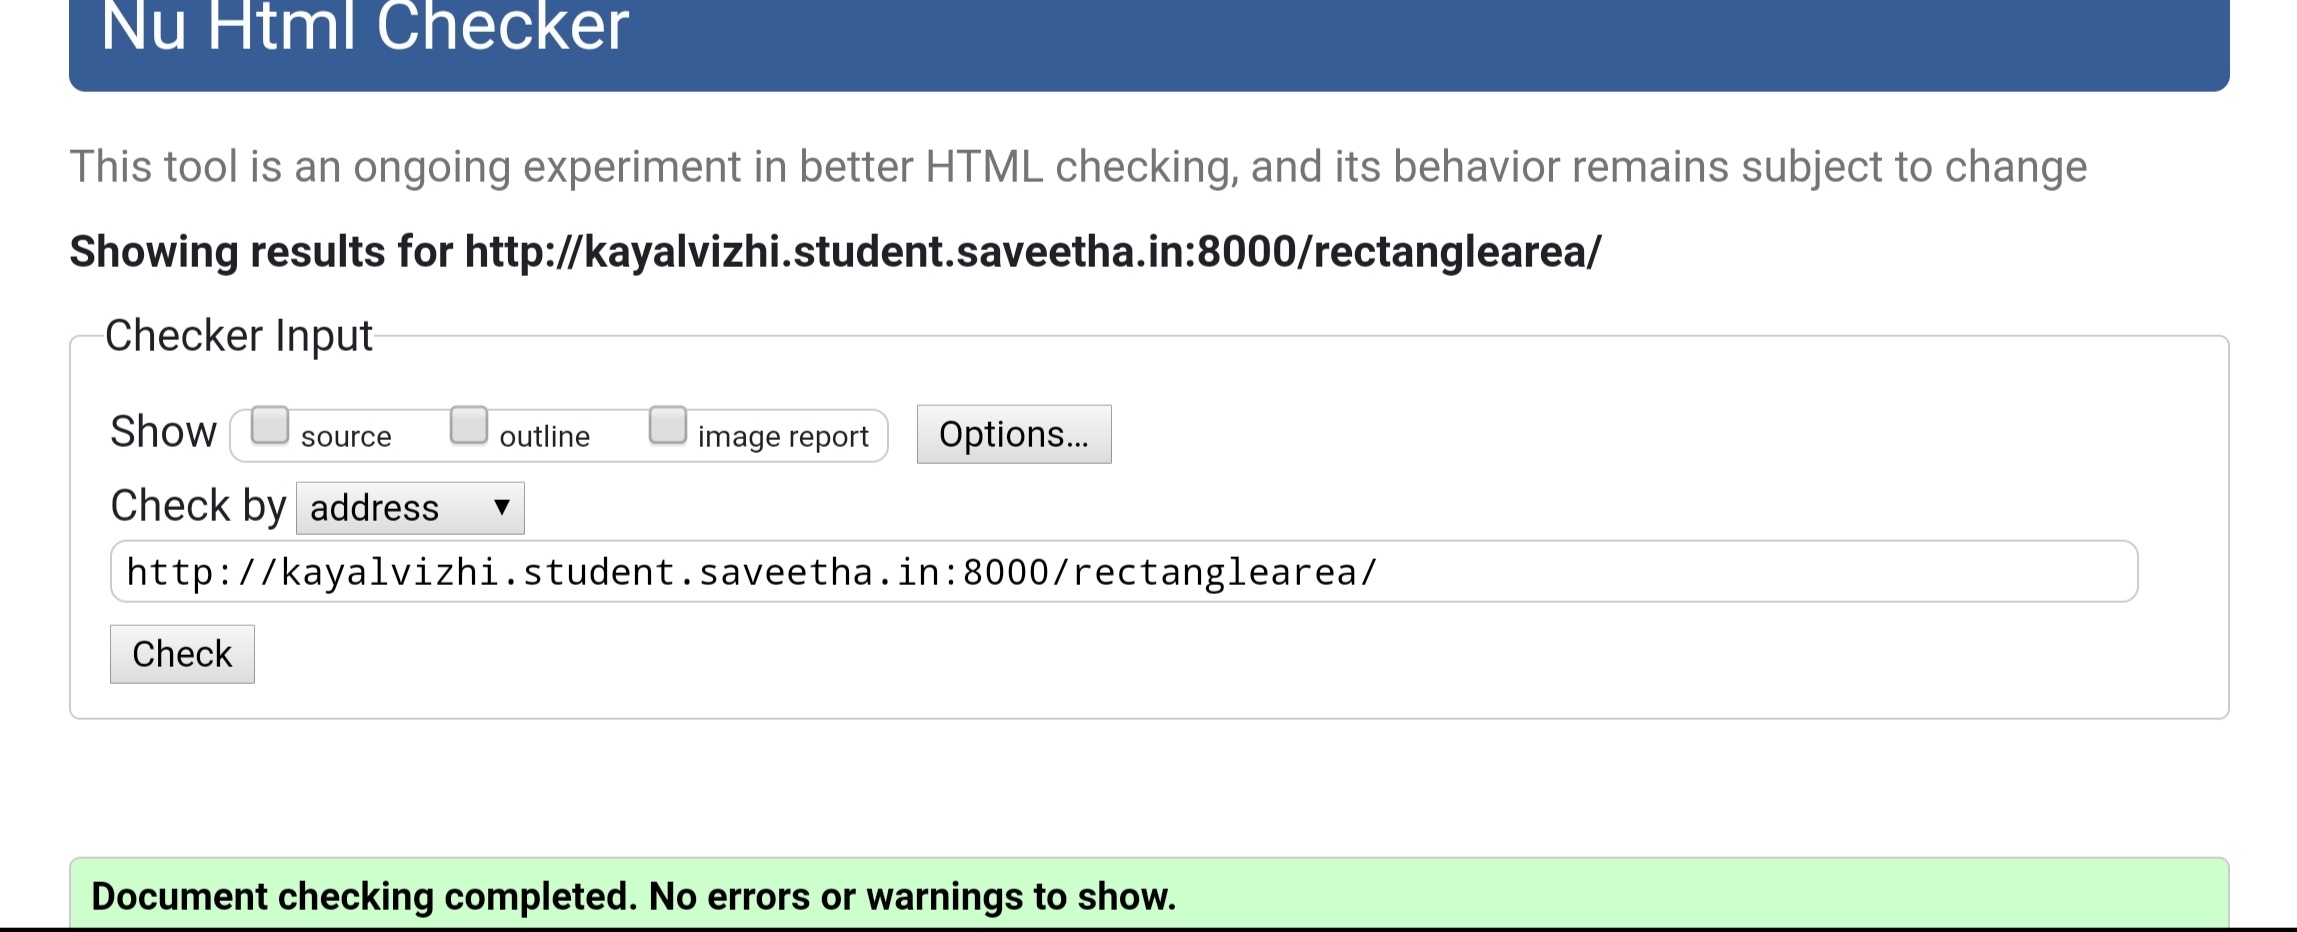 Nu Html Checker
This tool is an ongoing experiment in better HTML checking, and its behavior remains subject to change
Showing results for http://kayalvizhi.student.saveetha.in:8000/rectanglearea/
Checker Input
Show source outline image report Options...
Check by address
http://kayalvizhi.student.saveetha.in:8000/rectanglearea/
Check
Document checking completed. No errors or warnings to show.